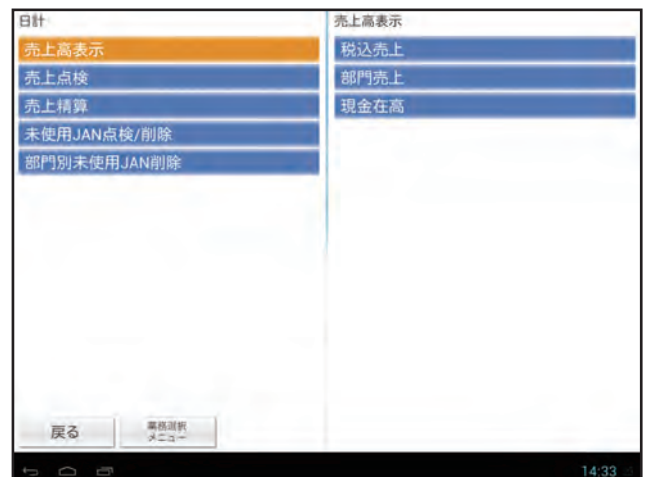 日計
売上高表示
売上点検
売上精算
未使用JAN点検/削除
部門別未使用JAN削除
売上高表示
税込売上
部門売上
現金在高
戻る
業務選択
メニュー
14:33